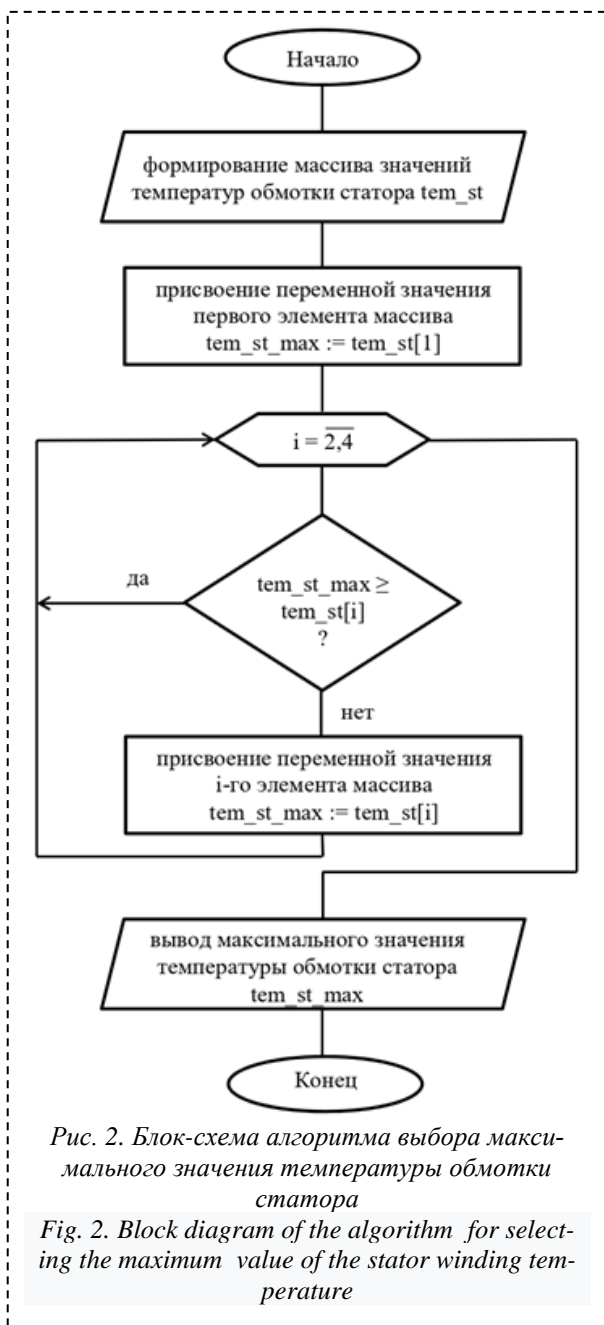 Начало
формирование массива значений
температур обмотки статора tem_st
присвоение переменной значения
первого элемента массива
tem_st_max := tem_st[1]
i = 2,4
да
tem_st_max ≥
tem_st[i]
?
нет
присвоение переменной значения
i-го элемента массива
tem_st_max := tem_st[i]
вывод максимального значения
температуры обмотки статора
tem_st_max
Конец
Рис. 2. Блок-схема алгоритма выбора макси-
мального значения температуры обмотки
статора
Fig. 2. Block diagram of the algorithm for select-
ing the maximum value of the stator winding tem-
perature